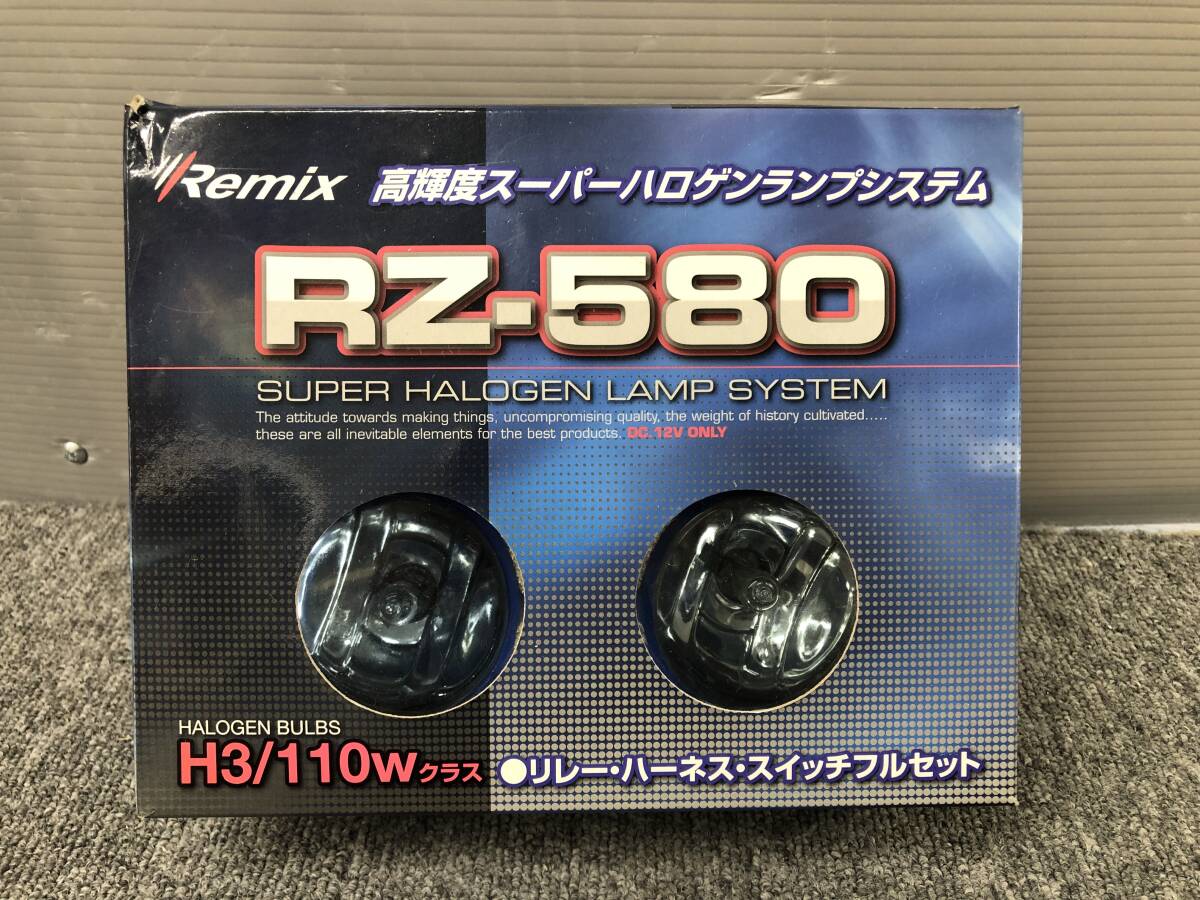 Remix 高輝度スーパーハロゲンランプシステム
RZ-580
SUPER HALOGEN LAMP SYSTEM
The attitude towards making things, uncompromising quality, the weight of history cultivated.....
these are all inevitable elements for the best products. DC.12V ONLY
HALOGEN BULBS
H3/110wクラス ●リレー・ハーネス・スイッチフルセット